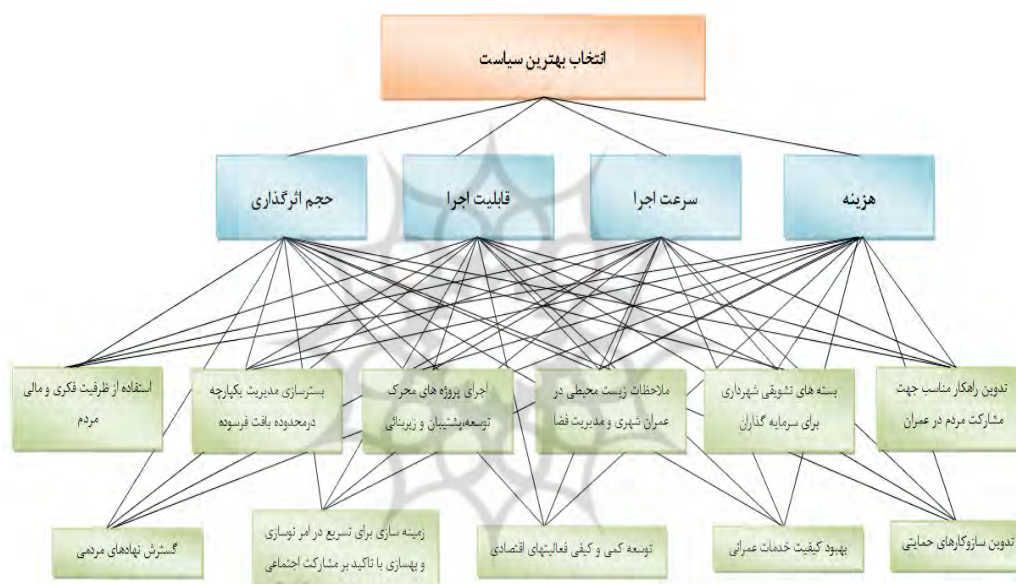 انتخاب بهترین سیاست
هزینه
سرعت اجرا
قابلیت اجرا
حجم اثرگذاری
تدوین راهکار مناسب جهت
مشارکت مردم در عمران
بسته های تشویقی شهرداری
برای سرمایه گذاران
ملاحظات زیست محیطی در
عمران شهری و مدیریت فضا
اجرای پروژه های محرک
توسعه،پشتیبان و زیربنائی
بسترسازی مدیریت یکپارچه
درمحدوده بافت فرسوده
استفاده از ظرفیت فکری و مالی
مردم
تدوین سازوکارهای حمایتی
بهبود کیفیت خدمات عمرانی
توسعه کمی و کیفی فعالیتهای اقتصادی
زمینه سازی برای تسریع در امر نوسازی
و بهسازی با تاکید بر مشارکت اجتماعی
گسترش نهادهای مردمی